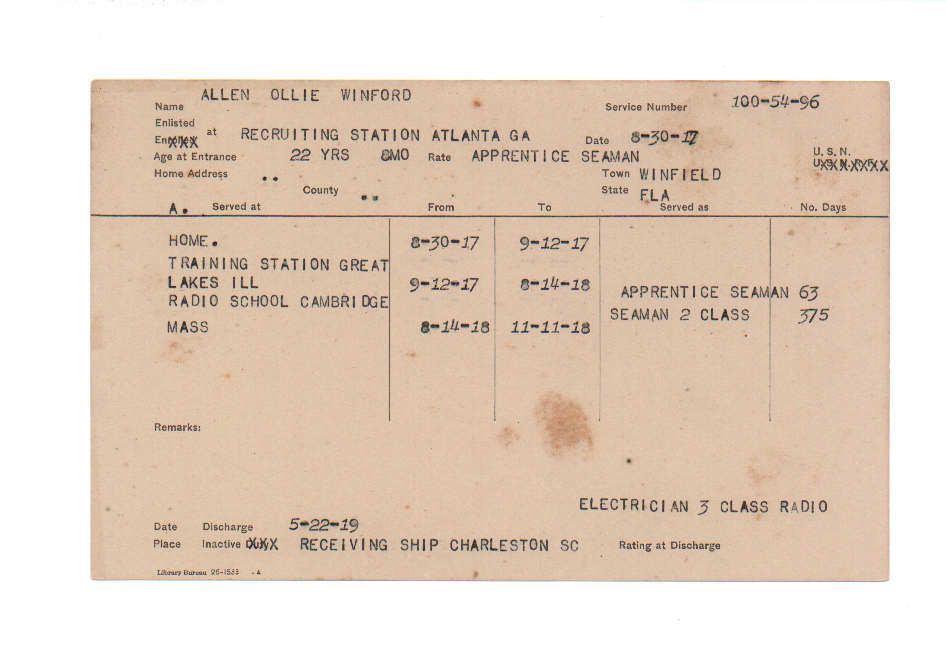 Name ALLEN OLLIE WINFORD Service Number 100-54-96
Enlisted at RECRUITING STATION ATLANTA GA Date 8-30-17
Age at Entrance 22 YRS 8MO Rate APPRENTICE SEAMAN U. S. N.
Home Address .. Town WINFIELD
County .. State FLA
A. Served at From To Served as No. Days
HOME. 8-30-17 9-12-17
TRAINING STATION GREAT
LAKES ILL 9-12-17 8-14-18 APPRENTICE SEAMAN 63
RADIO SCHOOL CAMBRIDGE SEAMAN 2 CLASS 375
MASS 8-14-18 11-11-18
Remarks:
ELECTRICIAN 3 CLASS RADIO
Date Discharge 5-22-19
Place Inactive RECEIVING SHIP CHARLESTON SC Rating at Discharge
Library Bureau 26-1533 A